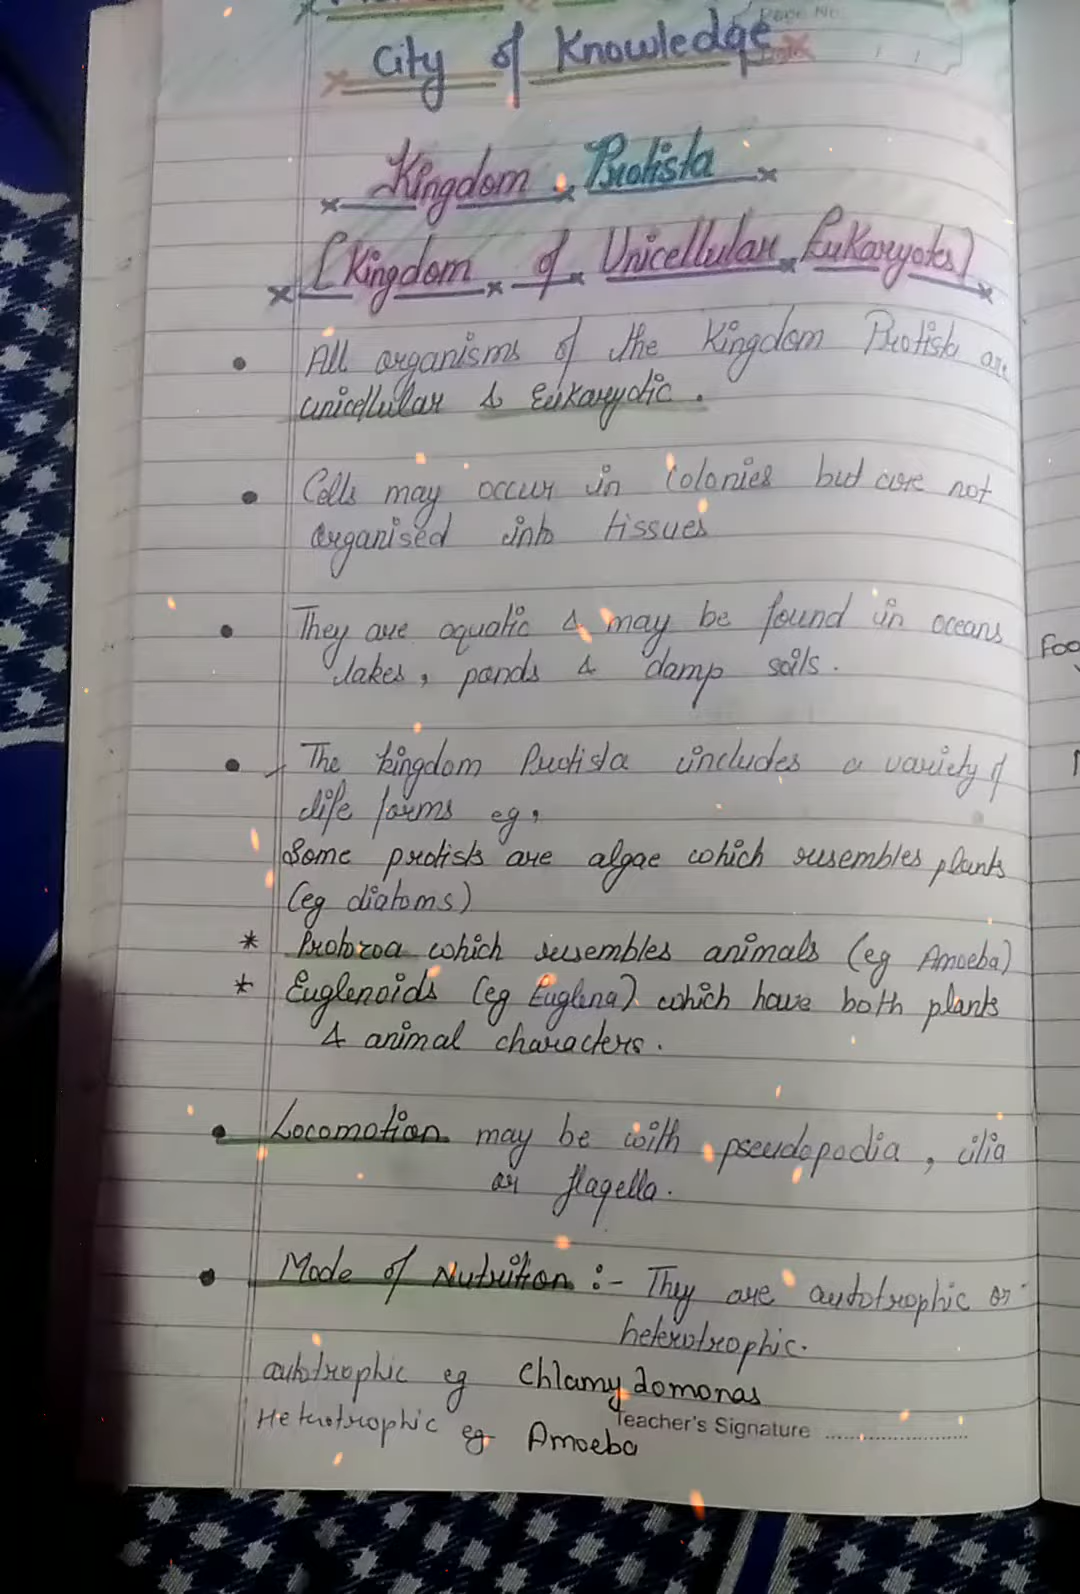 Page No.
City of Knowledge
Kingdom Protista
(Kingdom of Unicellular Eukaryotes)
• All organisms of the Kingdom Protista are
unicellular & Eukaryotic.
• Cells may occur in colonies but are not
organised into tissues
• They are aquatic & may be found in oceans
lakes, ponds & damp soils.
• The kingdom Protista includes a variety of
life forms eg,
Some protists are algae which resembles plants
(eg diatoms)
* Protozoa which resembles animals (eg Amoeba)
* Euglenoids (eg Euglena) which have both plants
& animal characters.
• Locomotion may be with pseudopodia, cilia
or flagella.
• Mode of Nutrition :- They are autotrophic or
heterotrophic.
autotrophic eg Chlamydomonas
Heterotrophic eg Amoeba
Teacher's Signature ........................